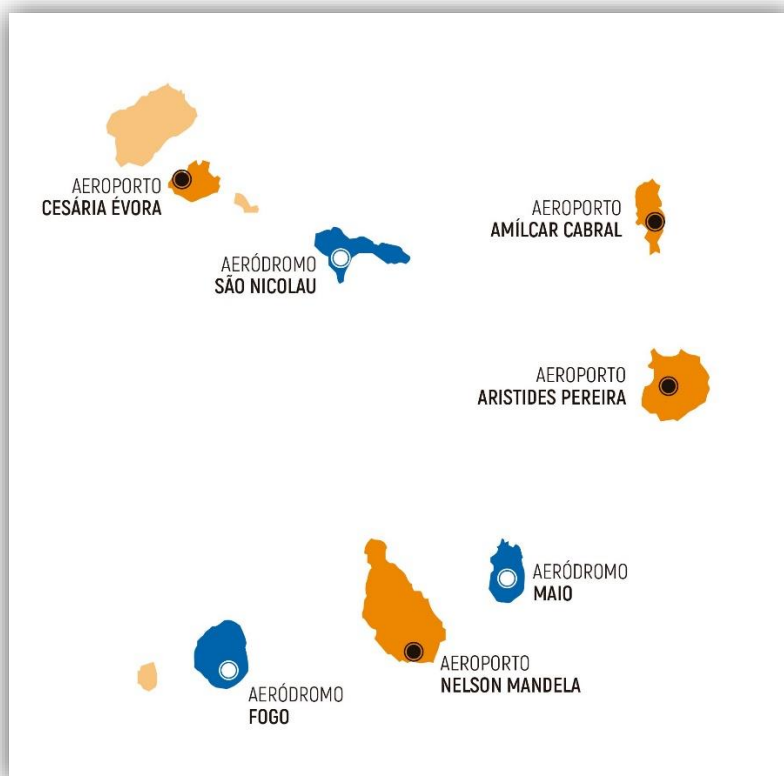 AEROPORTO
CESÁRIA ÉVORA
AERÓDROMO
SÃO NICOLAU
AEROPORTO
AMÍLCAR CABRAL
AEROPORTO
ARISTIDES PEREIRA
AERÓDROMO
MAIO
AEROPORTO
NELSON MANDELA
AERÓDROMO
FOGO